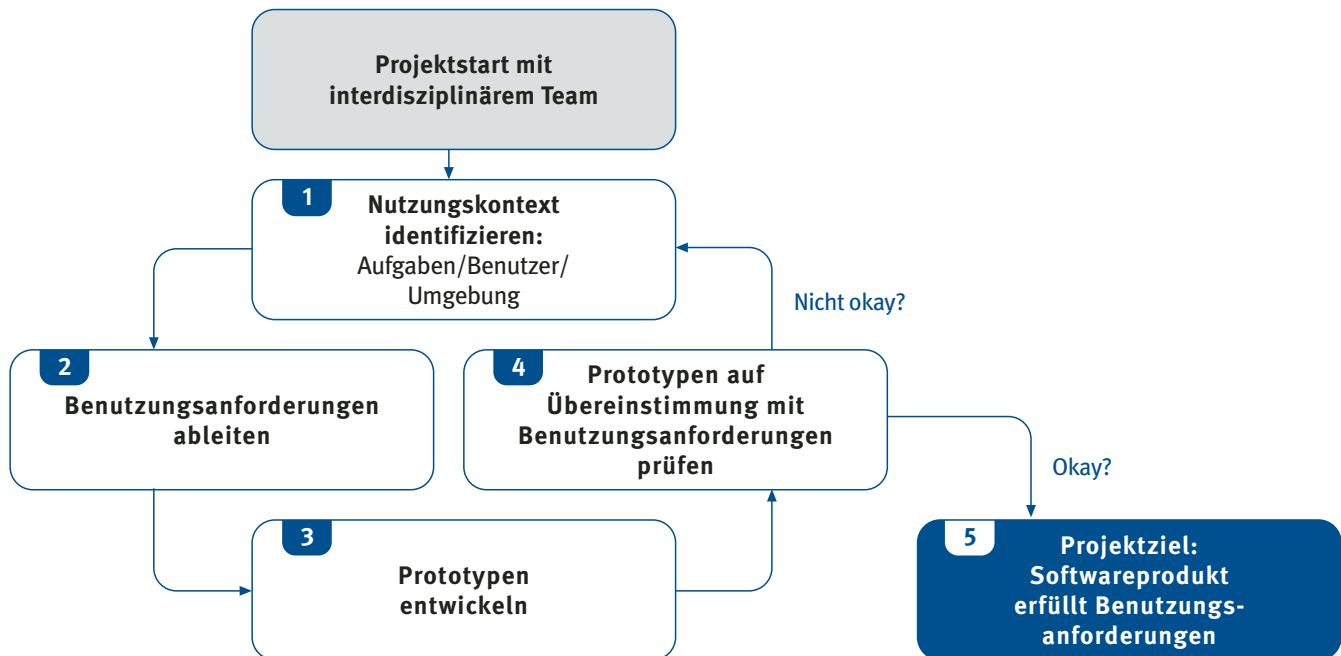 Projektstart mit
interdisziplinärem Team
1
Nutzungskontext
identifizieren:
Aufgaben/Benutzer/
Umgebung
Nicht okay?
2
Benutzungsanforderungen
ableiten
4
Prototypen auf
Übereinstimmung mit
Benutzungsanforderungen
prüfen
Okay?
3
Prototypen
entwickeln
5
Projektziel:
Softwareprodukt
erfüllt Benutzungs-
anforderungen